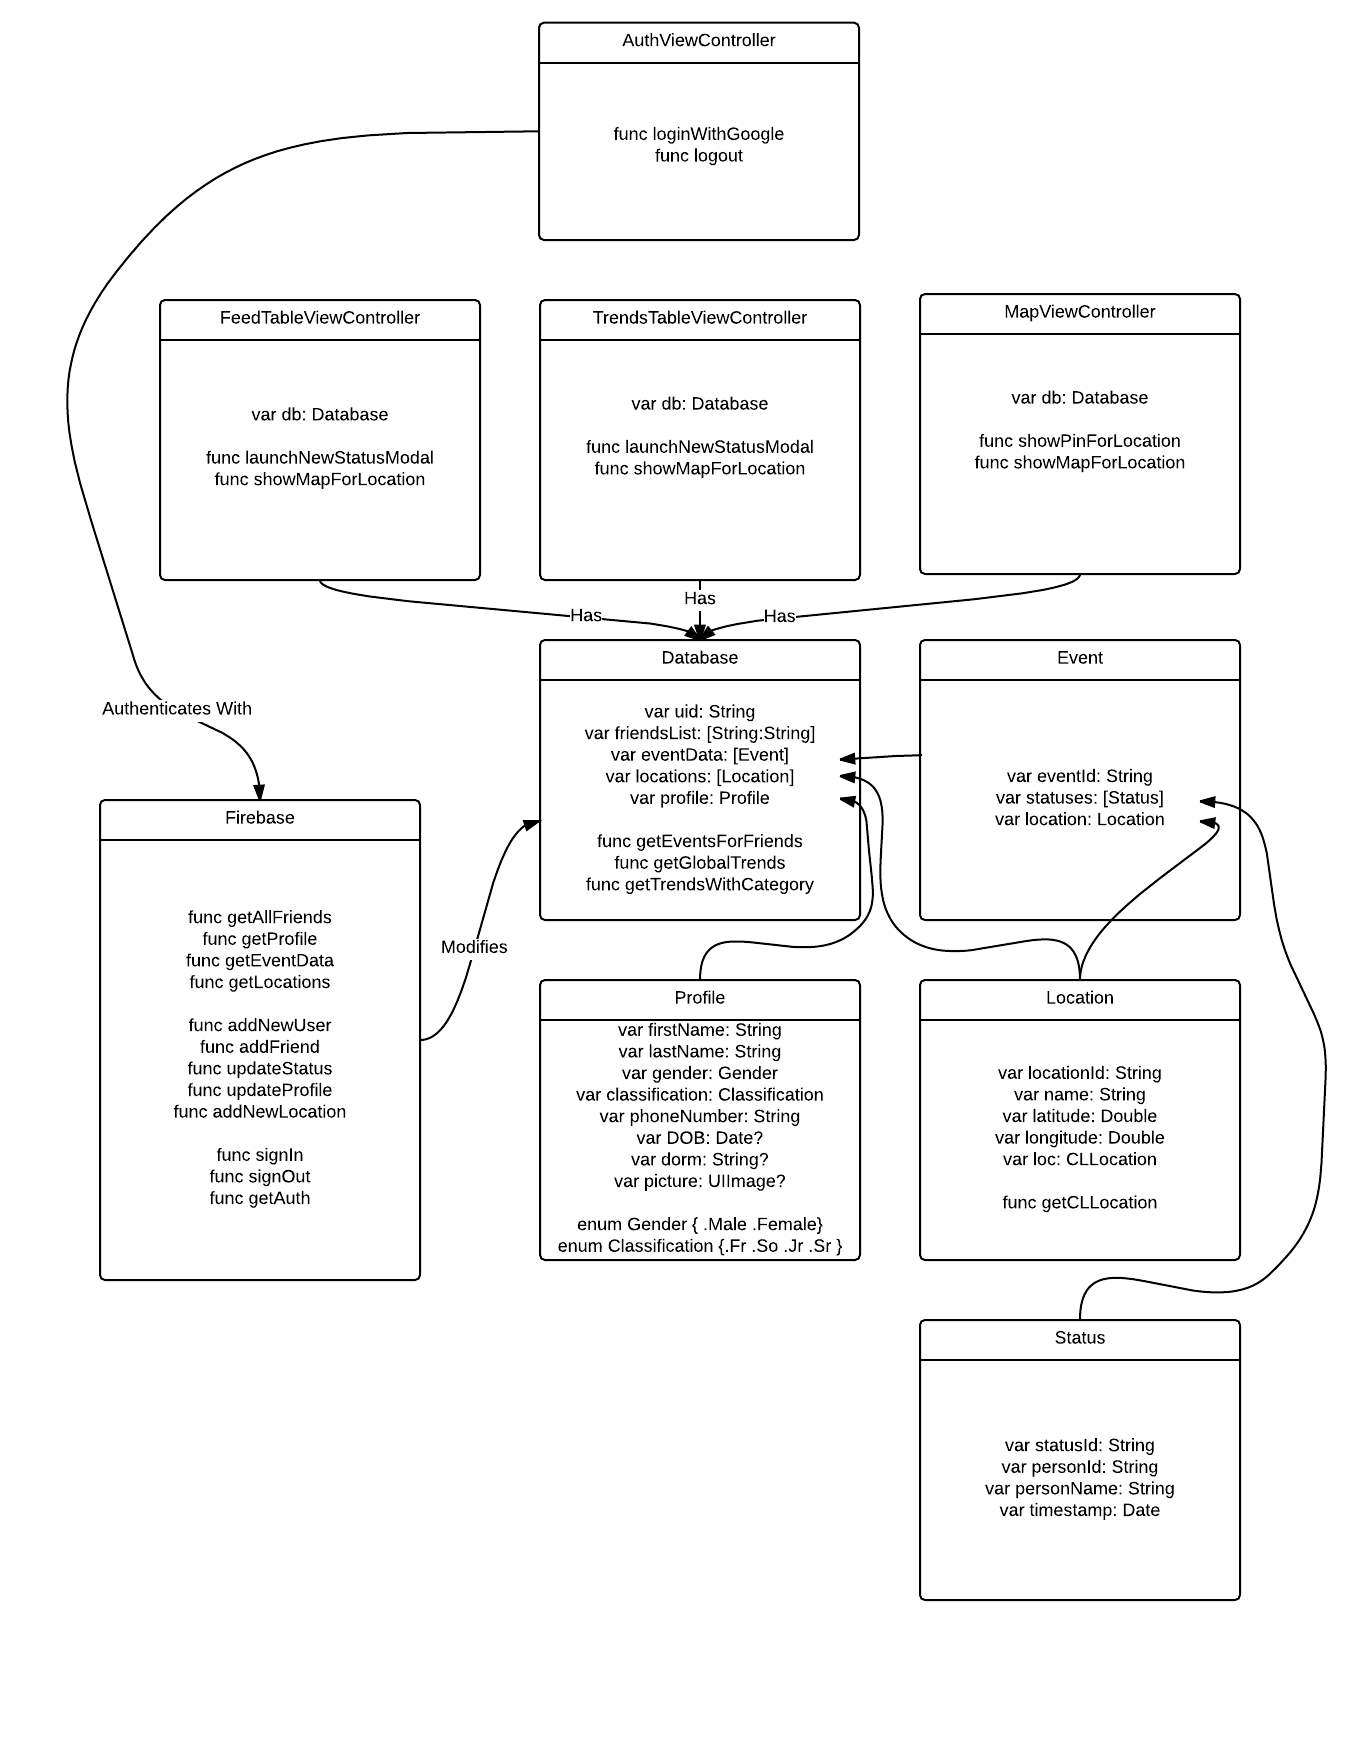 AuthViewController
func loginWithGoogle
func logout
FeedTableViewController
var db: Database
func launchNewStatusModal
func showMapForLocation
TrendsTableViewController
var db: Database
func launchNewStatusModal
func showMapForLocation
MapViewController
var db: Database
func showPinForLocation
func showMapForLocation
Has
Has
Has
Authenticates With
Database
var uid: String
var friendsList: [String:String]
var eventData: [Event]
var locations: [Location]
var profile: Profile
func getEventsForFriends
func getGlobalTrends
func getTrendsWithCategory
Event
var eventId: String
var statuses: [Status]
var location: Location
Firebase
func getAllFriends
func getProfile
func getEventData
func getLocations
func addNewUser
func addFriend
func updateStatus
func updateProfile
func addNewLocation
func signIn
func signOut
func getAuth
Modifies
Profile
var firstName: String
var lastName: String
var gender: Gender
var classification: Classification
var phoneNumber: String
var DOB: Date?
var dorm: String?
var picture: UIImage?
enum Gender { .Male .Female}
enum Classification {.Fr .So .Jr .Sr }
Location
var locationId: String
var name: String
var latitude: Double
var longitude: Double
var loc: CLLocation
func getCLLocation
Status
var statusId: String
var personId: String
var personName: String
var timestamp: Date